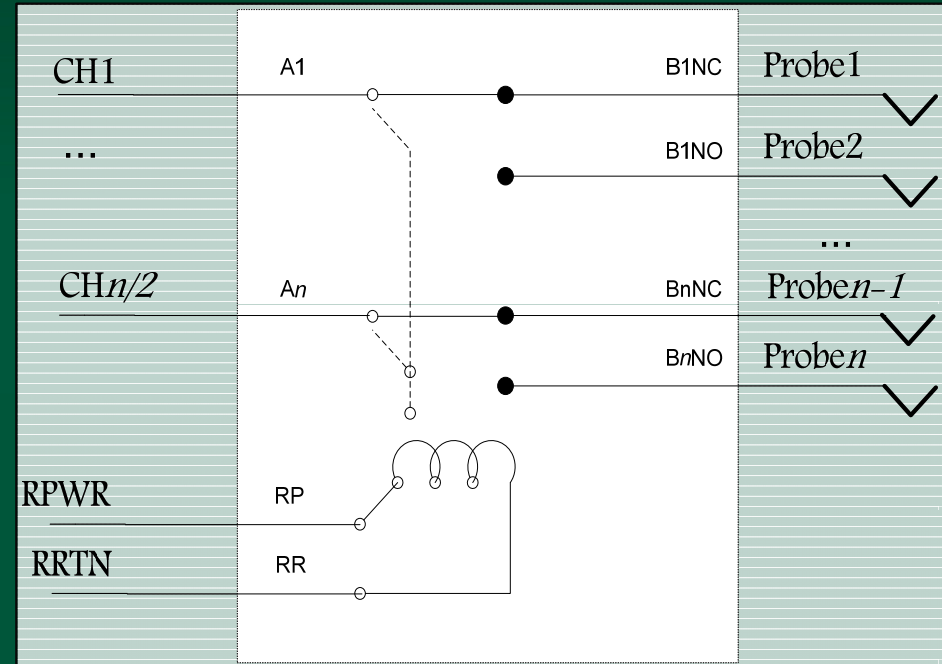 CH1 A1 B1NC Probe1
... B1NO Probe2
...
CHn/2 An BnNC Proben-1
BnNO Proben
RPWR RP
RRTN RR